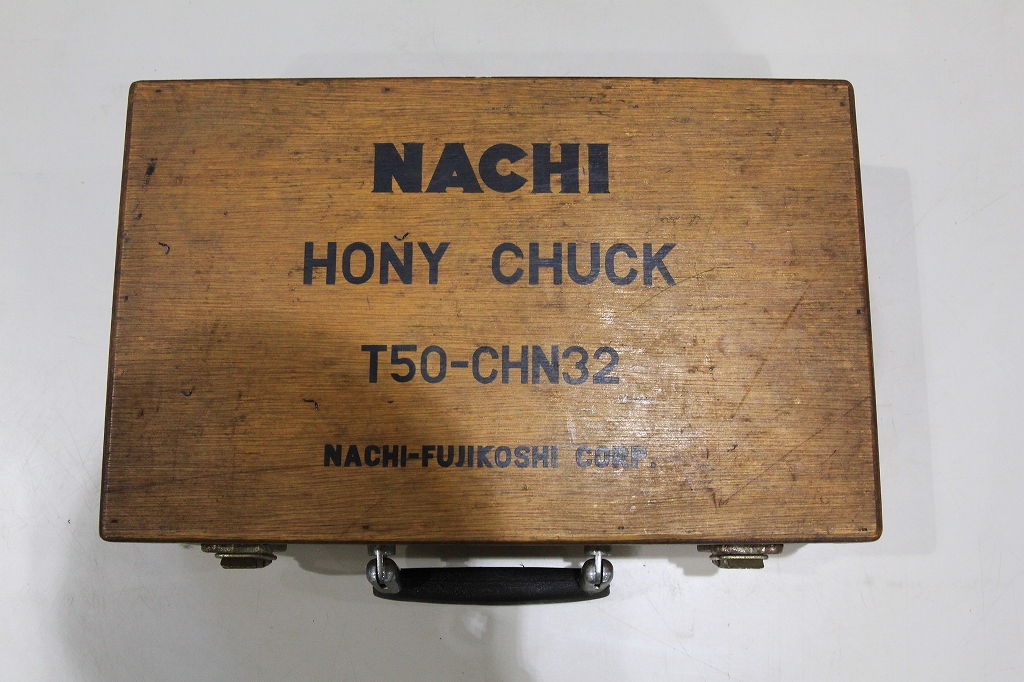 NACHI
HONY CHUCK
T50-CHN32
NACHI-FUJIKOSHI CORP.